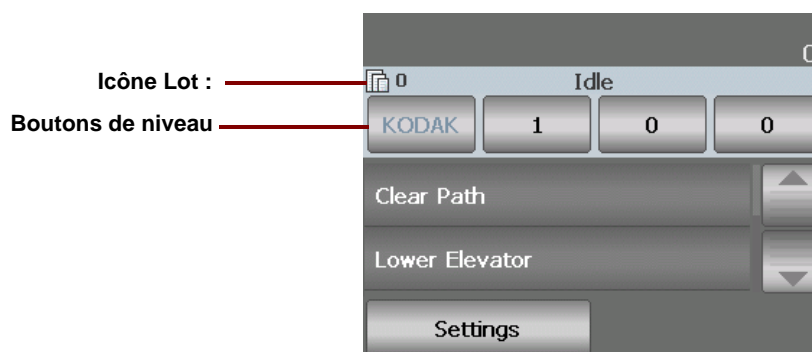 Icône Lot :
0 Idle
Boutons de niveau
KODAK 1 0 0
Clear Path
Lower Elevator
Settings